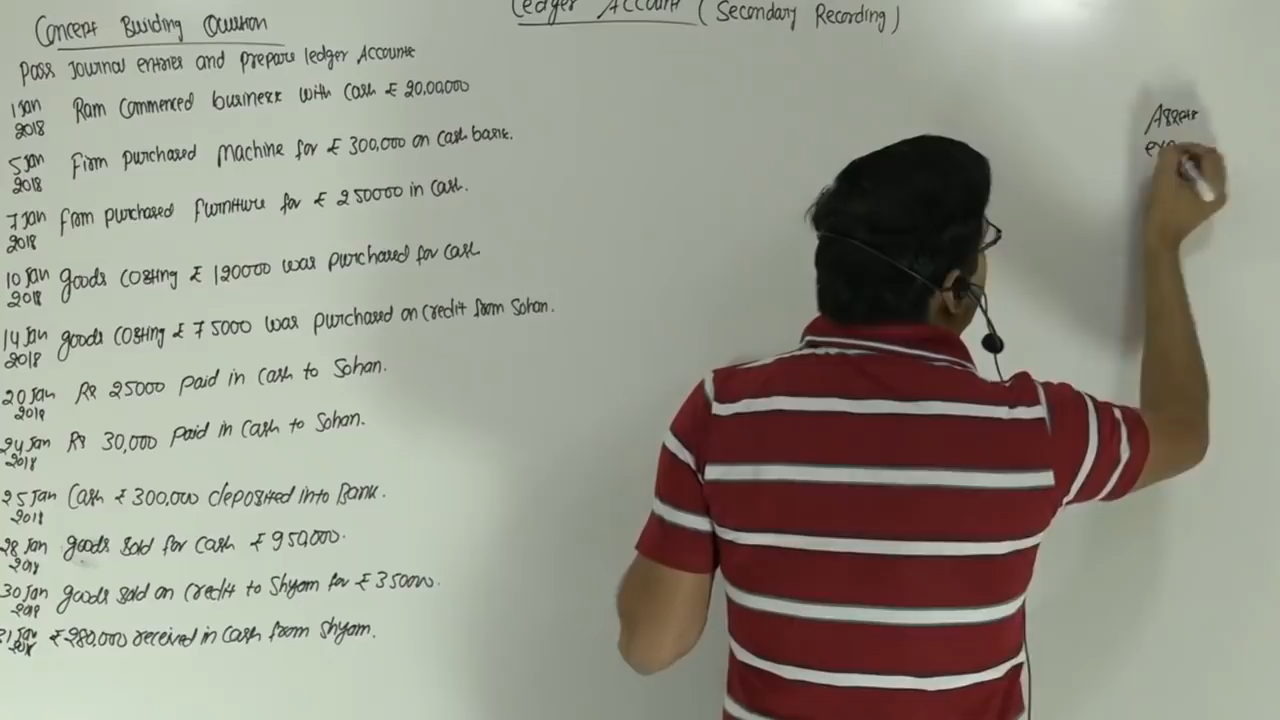 Ledger Account (Secondary Recording)
Concept Building Question
Pass Journal entries and prepare ledger Accounts
1 Jan 2018 Ram Commenced business with Cash ₹ 20,00,000
5 Jan 2018 Firm purchased Machine for ₹ 300,000 on cash basis.
7 Jan 2018 firm purchased Furniture for ₹ 250000 in cash.
10 Jan 2018 goods costing ₹ 120000 was purchased for cash
14 Jan 2018 goods costing ₹ 75000 was purchased on credit from Sohan.
20 Jan 2018 Rs 25000 paid in cash to Sohan.
24 Jan 2018 Rs 30,000 paid in cash to Sohan.
25 Jan 2018 Cash ₹ 300,000 deposited into Bank.
28 Jan 2018 goods sold for cash ₹ 950,000.
30 Jan 2018 goods sold on credit to Shyam for ₹ 350000.
31 Jan 2018 ₹ 280,000 received in cash from Shyam.
Assets